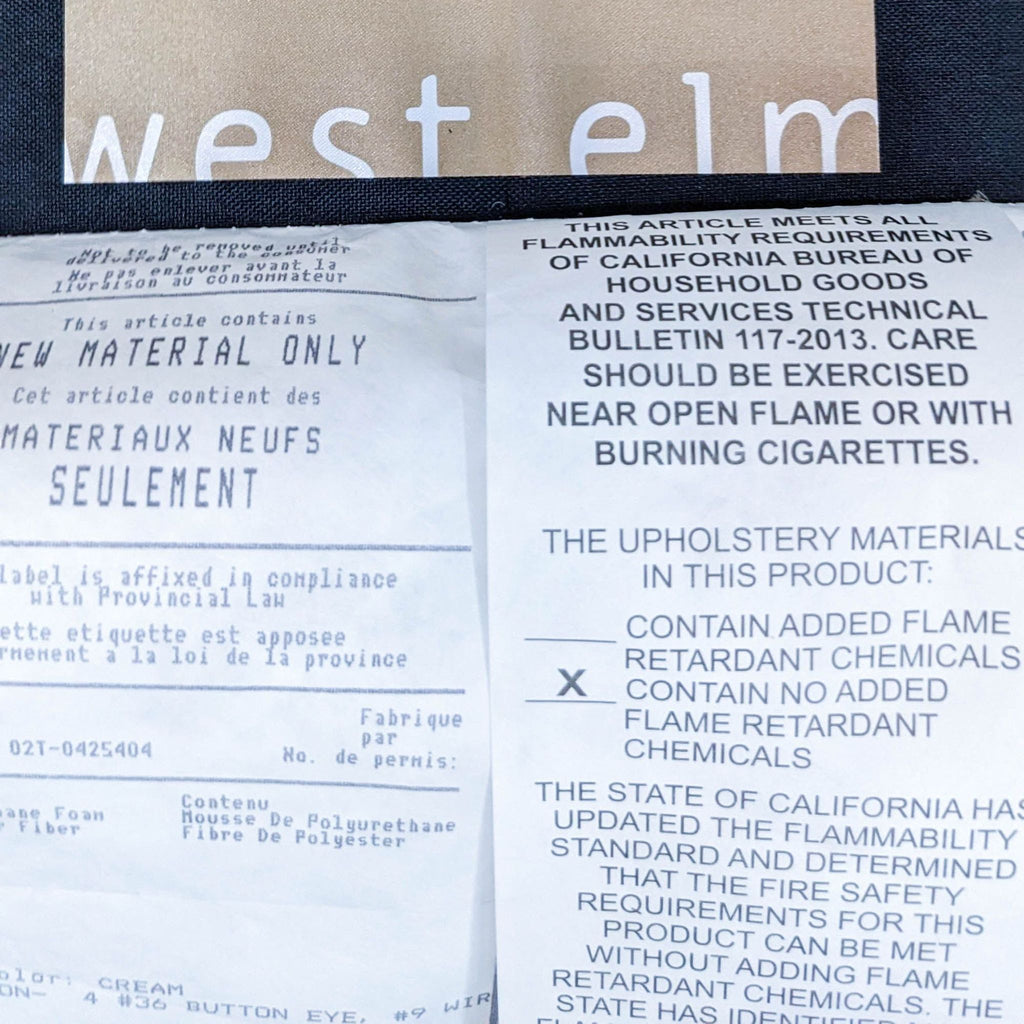 west elm
Not to be removed until
delivered to the consumer
Ne pas enlever avant la
livraison au consommateur
This article contains
NEW MATERIAL ONLY
Cet article contient des
MATERIAUX NEUFS
SEULEMENT
label is affixed in compliance
with Provincial Law
ette etiquette est apposee
rmement a la loi de la province
Fabrique
par
02T-0425404 No. de permis:
ane Foam
Fiber
Contenu
Mousse De Polyurethane
Fibre De Polyester
olor: CREAM
ON- 4 #36 BUTTON EYE, #9 WIR
THIS ARTICLE MEETS ALL
FLAMMABILITY REQUIREMENTS
OF CALIFORNIA BUREAU OF
HOUSEHOLD GOODS
AND SERVICES TECHNICAL
BULLETIN 117-2013. CARE
SHOULD BE EXERCISED
NEAR OPEN FLAME OR WITH
BURNING CIGARETTES.
THE UPHOLSTERY MATERIALS
IN THIS PRODUCT:
CONTAIN ADDED FLAME
RETARDANT CHEMICALS
X CONTAIN NO ADDED
FLAME RETARDANT
CHEMICALS
THE STATE OF CALIFORNIA HAS
UPDATED THE FLAMMABILITY
STANDARD AND DETERMINED
THAT THE FIRE SAFETY
REQUIREMENTS FOR THIS
PRODUCT CAN BE MET
WITHOUT ADDING FLAME
RETARDANT CHEMICALS. THE
STATE HAS IDENTIFIED